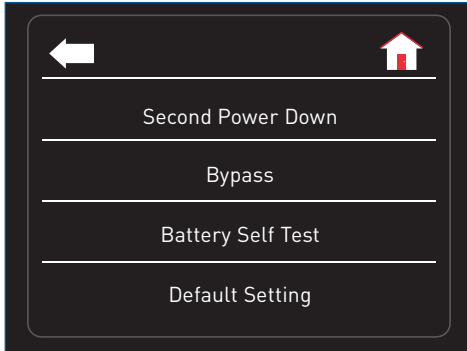 Second Power Down
Bypass
Battery Self Test
Default Setting